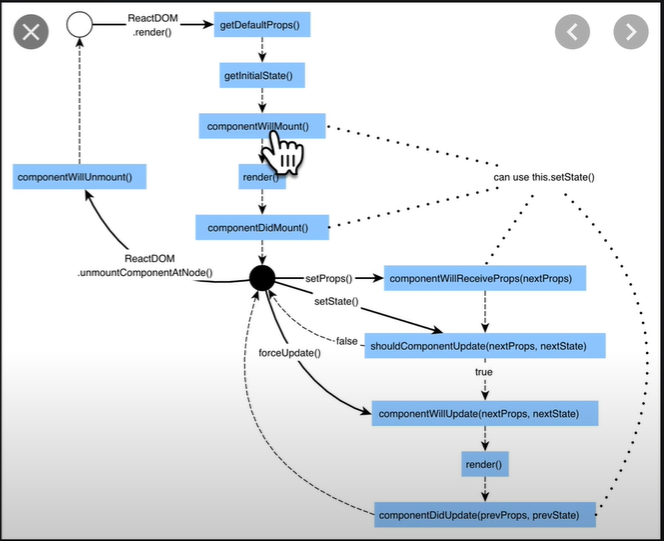 ReactDOM
.render()
getDefaultProps()
getInitialState()
componentWillMount()
can use this.setState()
componentWillUnmount()
render()
componentDidMount()
ReactDOM
.unmountComponentAtNode()
setProps()
componentWillReceiveProps(nextProps)
setState()
false
shouldComponentUpdate(nextProps, nextState)
forceUpdate()
true
componentWillUpdate(nextProps, nextState)
render()
componentDidUpdate(prevProps, prevState)